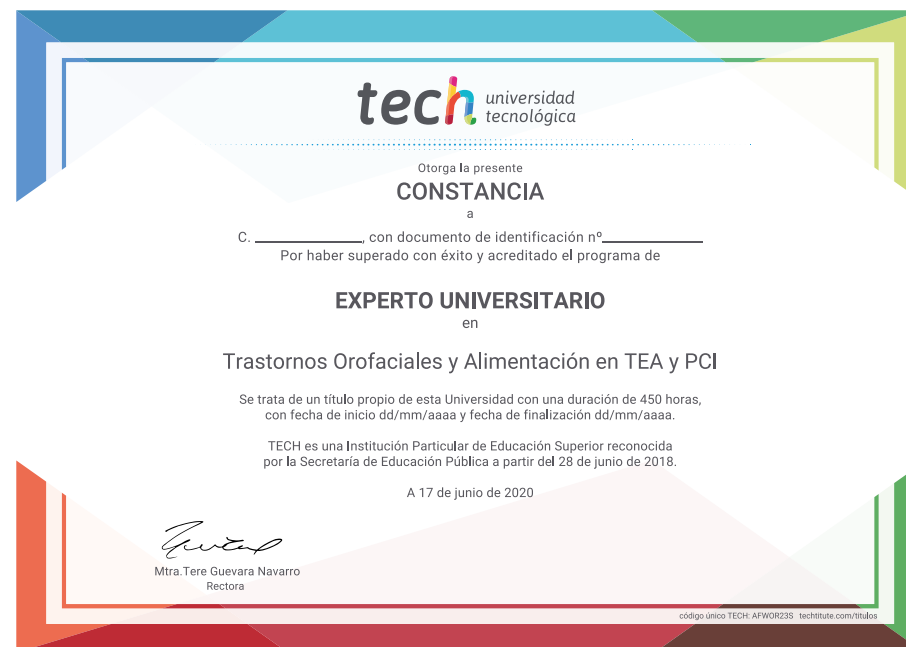 tech universidad
tecnológica
Otorga la presente
CONSTANCIA
a
C. ____________, con documento de identificación nº____________
Por haber superado con éxito y acreditado el programa de
EXPERTO UNIVERSITARIO
en
Trastornos Orofaciales y Alimentación en TEA y PCI
Se trata de un título propio de esta Universidad con una duración de 450 horas,
con fecha de inicio dd/mm/aaaa y fecha de finalización dd/mm/aaaa.
TECH es una Institución Particular de Educación Superior reconocida
por la Secretaría de Educación Pública a partir del 28 de junio de 2018.
A 17 de junio de 2020
Mtra.Tere Guevara Navarro
Rectora
código único TECH: AFWOR23S techtitute.com/titulos